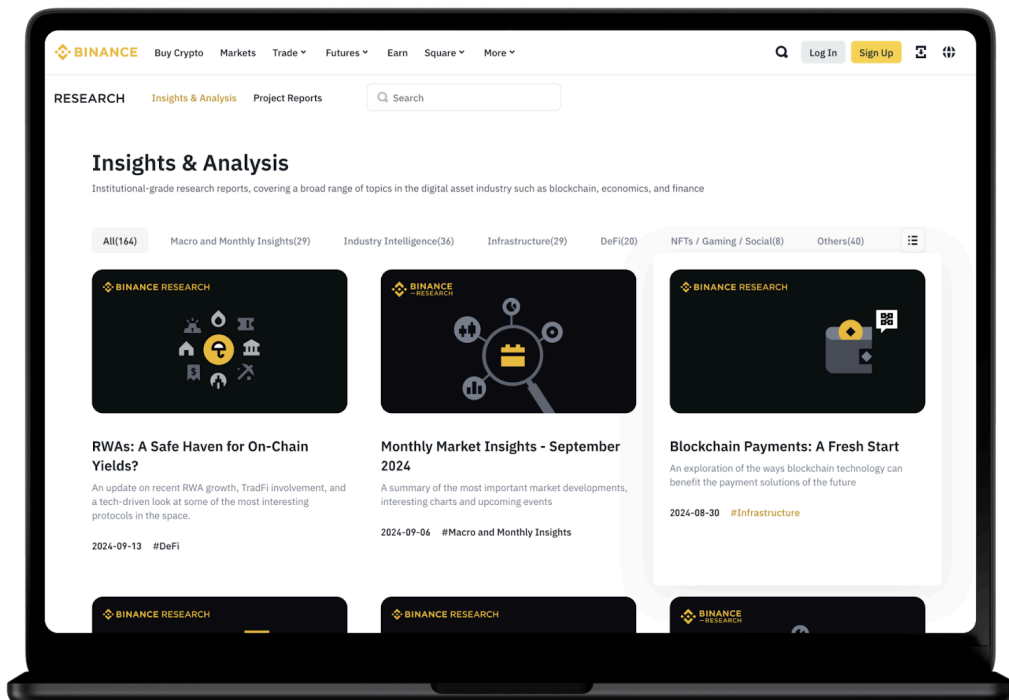 BINANCE Buy Crypto Markets Trade Futures Earn Square More Log In Sign Up
RESEARCH Insights & Analysis Project Reports Search
Insights & Analysis
Institutional-grade research reports, covering a broad range of topics in the digital asset industry such as blockchain, economics, and finance
All(164) Macro and Monthly Insights(29) Industry Intelligence(36) Infrastructure(29) DeFi(20) NFTs / Gaming / Social(8) Others(40)
BINANCE RESEARCH
RWAs: A Safe Haven for On-Chain
Yields?
An update on recent RWA growth, TradFi involvement, and
a tech-driven look at some of the most interesting
protocols in the space.
2024-09-13 #DeFi
BINANCE
—RESEARCH
Monthly Market Insights - September
2024
A summary of the most important market developments,
interesting charts and upcoming events
2024-09-06 #Macro and Monthly Insights
BINANCE RESEARCH
Blockchain Payments: A Fresh Start
An exploration of the ways blockchain technology can
benefit the payment solutions of the future
2024-08-30 #Infrastructure
BINANCE RESEARCH
BINANCE RESEARCH
BINANCE
—RESEARCH